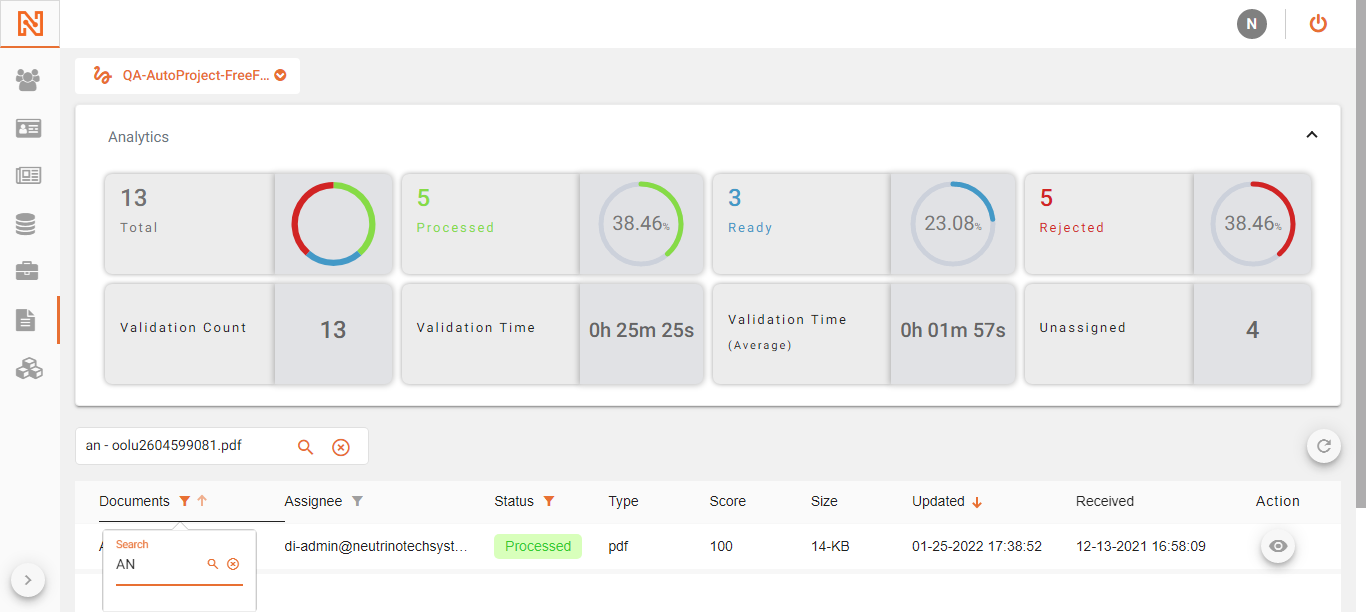 N
QA-AutoProject-FreeF...
Analytics
13
Total
5
Processed
38.46%
3
Ready
23.08%
5
Rejected
38.46%
Validation Count
13
Validation Time
0h 25m 25s
Validation Time
(Average)
0h 01m 57s
Unassigned
4
an - oolu2604599081.pdf
Documents Assignee Status Type Score Size Updated Received Action
di-admin@neutrinotechsyst... Processed pdf 100 14-KB 01-25-2022 17:38:52 12-13-2021 16:58:09
Search
AN